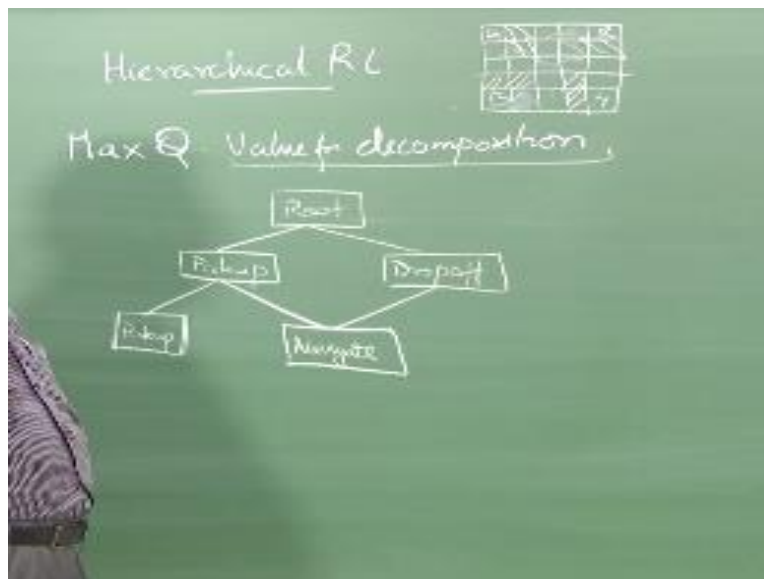 Hierarchical RL
Max Q Value fn decomposition.
Root
Pickup Dropoff
Pickup Navigate